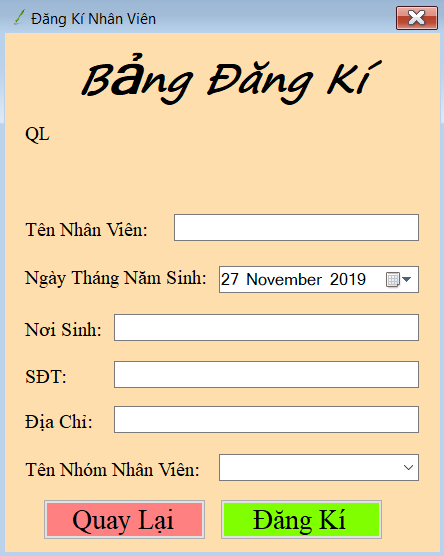 Đăng Kí Nhân Viên
Bảng Đăng Kí
QL
Tên Nhân Viên:
Ngày Tháng Năm Sinh: 27 November 2019
Nơi Sinh:
SĐT:
Địa Chỉ:
Tên Nhóm Nhân Viên:
Quay Lại Đăng Kí